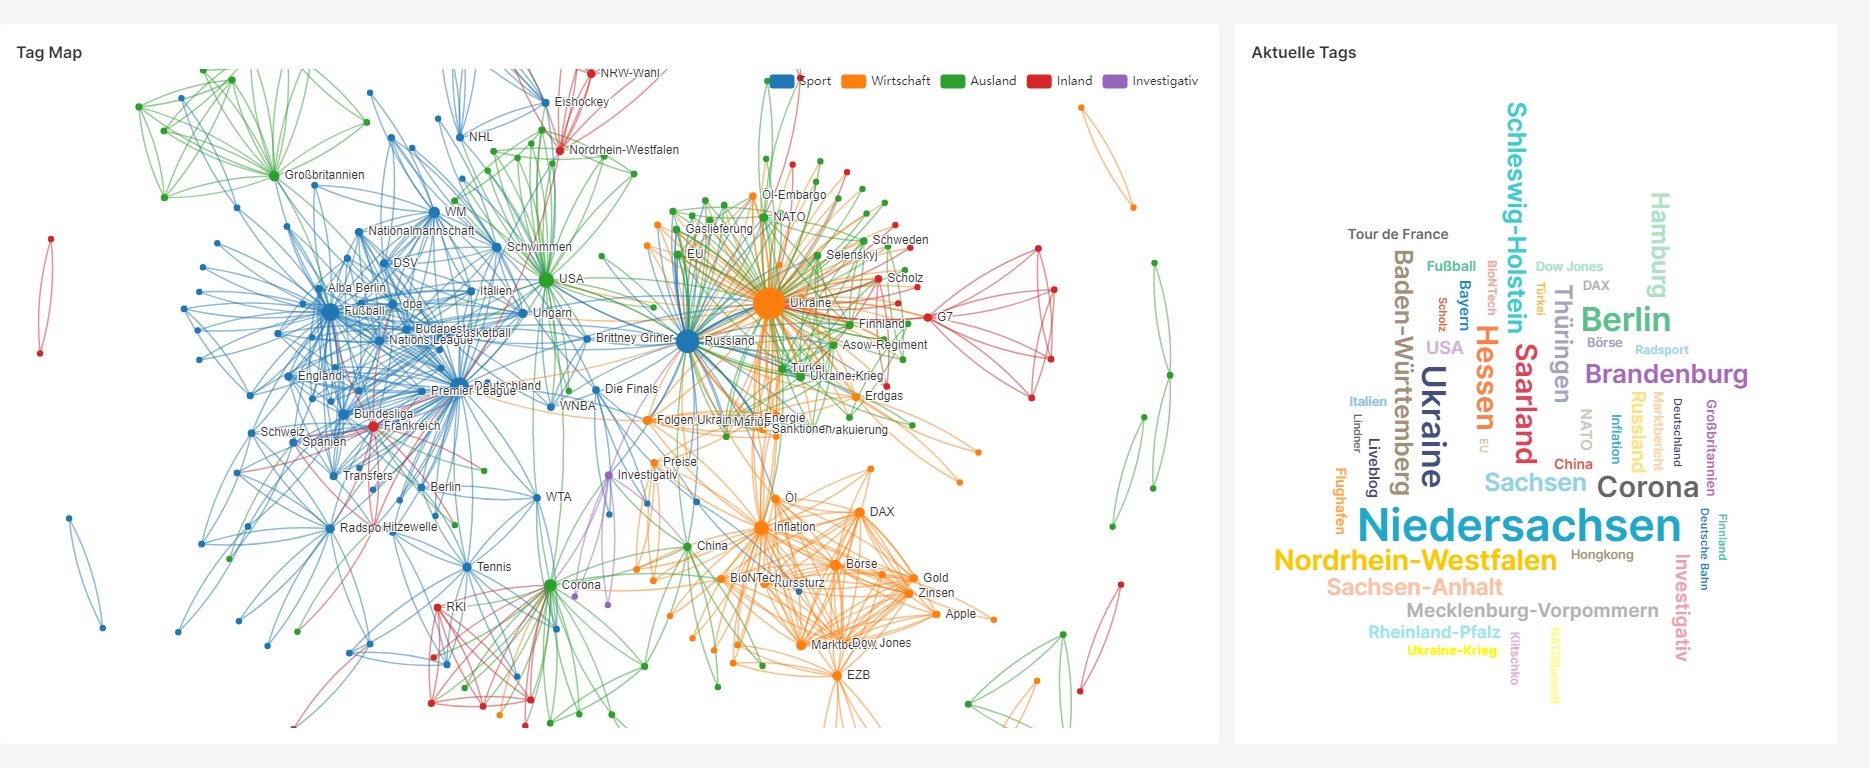 Tag Map
NRW-Wahl
Sport
Wirtschaft
Ausland
Inland
Investigativ
Eishockey
NHL
Nordrhein-Westfalen
Großbritannien
Öl-Embargo
WM
NATO
Nationalmannschaft
Gaslieferung
Schweden
Schwimmen
EU
Selenskyj
DSV
USA
Scholz
Alba Berlin
Italien
dpa
Ukraine
Fußball
Ungarn
G7
Budapest
Basketball
Finnland
Nations League
Brittney Griner
Russland
Asow-Regiment
Türkei
England
Ukraine-Krieg
Deutschland
Premier League
Die Finals
Erdgas
WNBA
Bundesliga
Folgen Ukrain
Energie
Frankreich
Sanktionen
Schweiz
Spanien
Preise
Transfers
Investigativ
Berlin
WTA
Öl
DAX
Hitzewelle
Inflation
China
Tennis
Börse
BioNTech
Kurssturz
Gold
Corona
Zinsen
RKI
Apple
Dow Jones
EZB
Aktuelle Tags
Schleswig-Holstein
Hamburg
Tour de France
Baden-Württemberg
Fußball
BioNTech
Dow Jones
Bayern
Türkei
Thüringen
DAX
Scholz
Berlin
Hessen
USA
Saarland
Börse
Radsport
Ukraine
Brandenburg
Italien
Russland
Marktbericht
Deutschland
Großbritannien
Lindner
NATO
Inflation
Liveblog
EU
China
Flughafen
Sachsen
Corona
Niedersachsen
Deutsche Bahn
Finnland
Nordrhein-Westfalen
Hongkong
Investigativ
Sachsen-Anhalt
Mecklenburg-Vorpommern
Rheinland-Pfalz
Klitschko
NATOSummit
Ukraine-Krieg